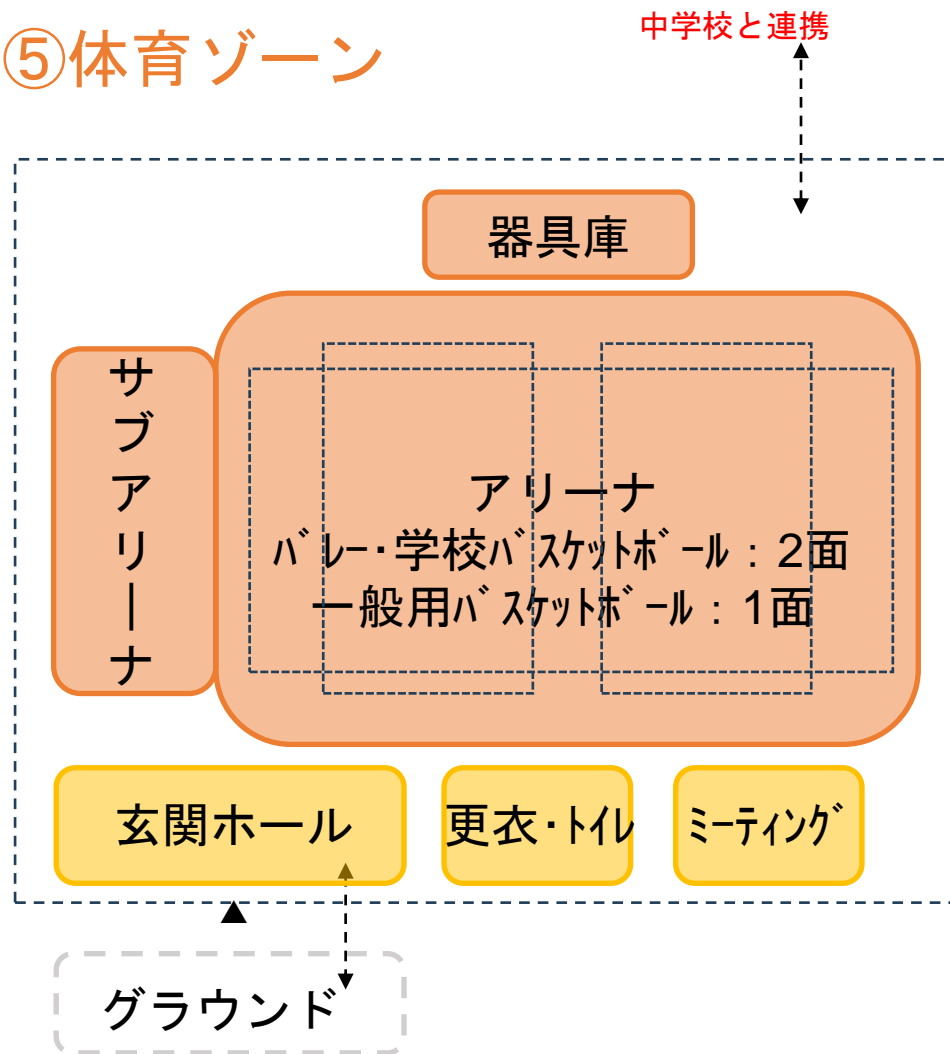 ⑤体育ゾーン
中学校と連携
器具庫
サブアリーナ
アリーナ
ﾊﾞﾚｰ・学校ﾊﾞｽｹｯﾄﾎﾞｰﾙ：2面
一般用ﾊﾞｽｹｯﾄﾎﾞｰﾙ：1面
玄関ホール
更衣・ﾄｲﾚ
ﾐｰﾃｨﾝｸﾞ
グラウンド